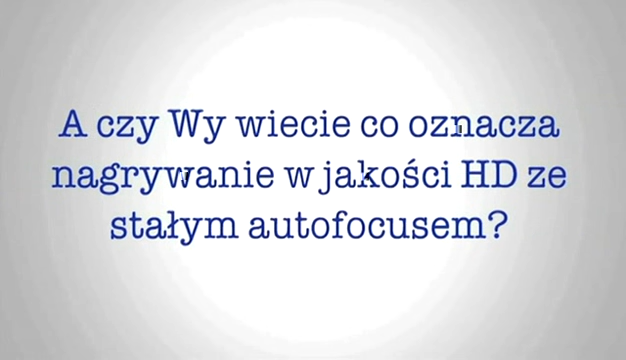 A czy Wy wiecie co oznacza
nagrywanie w jakości HD ze
stałym autofocusem?